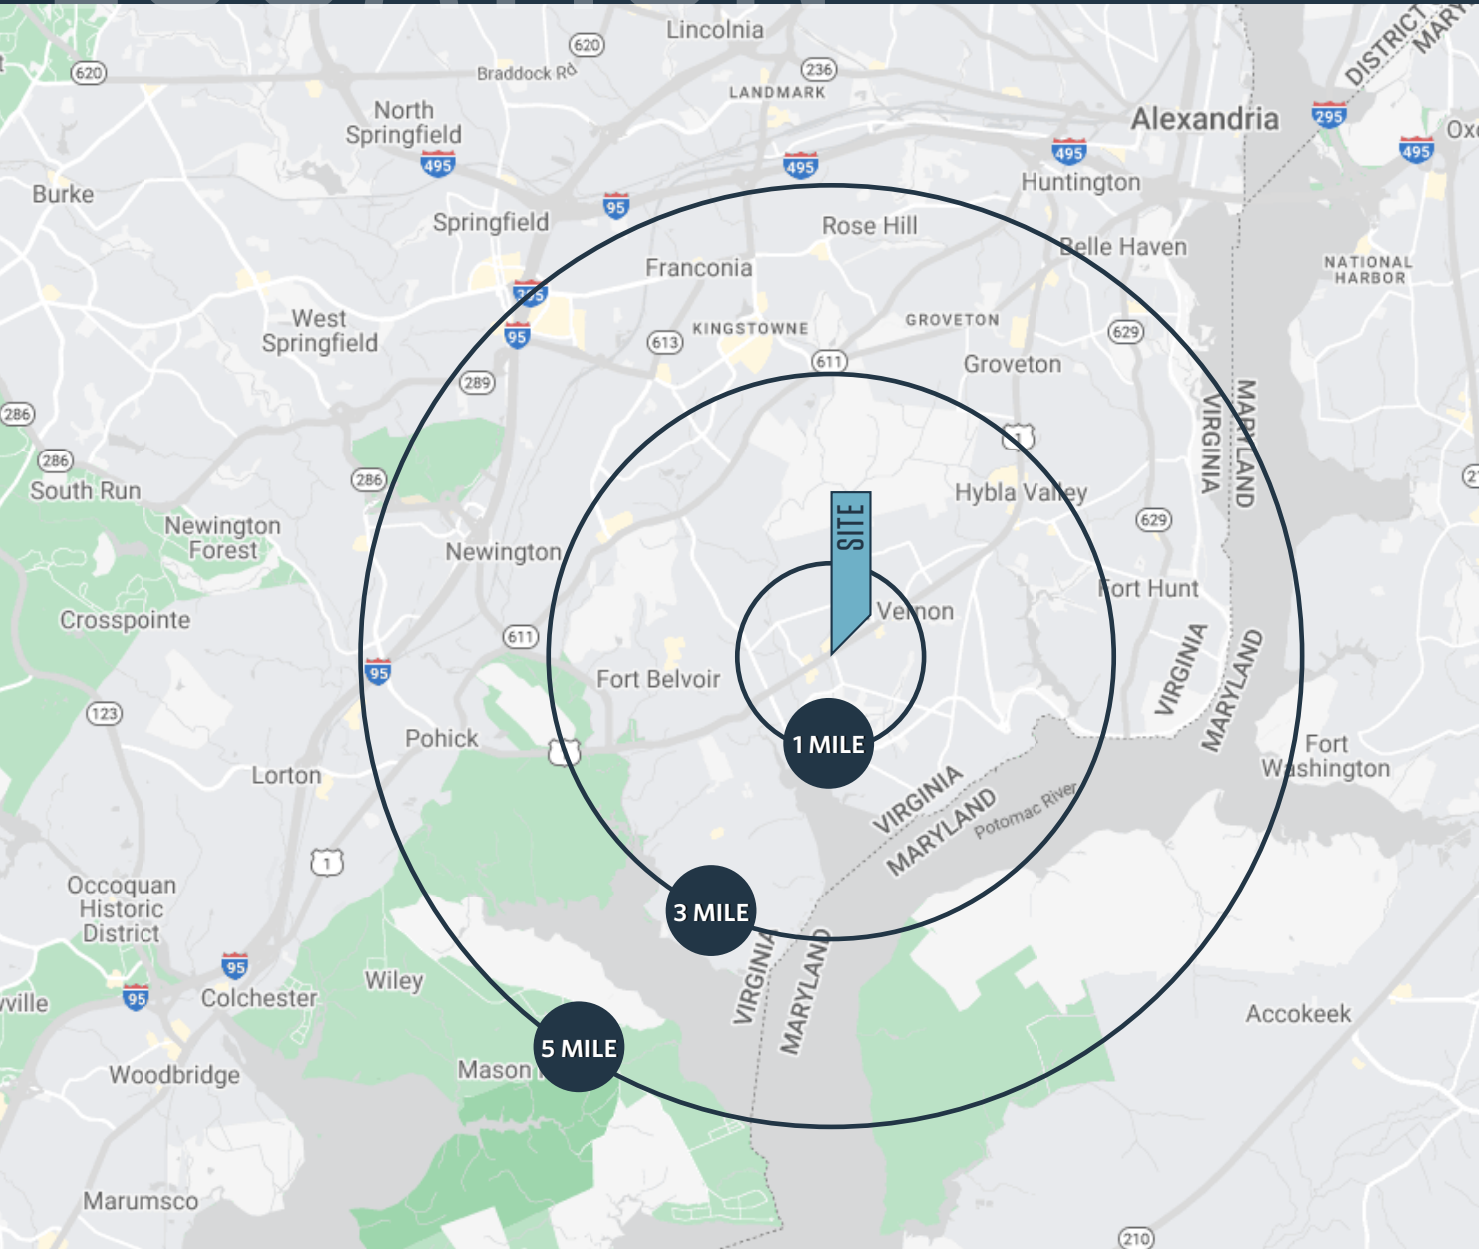 Lincolnia
620
620
Braddock Rd
236
LANDMARK
DISTRICT
North
Springfield
Alexandria
295
495
495
495
495
Huntington
Burke
95
Springfield
Rose Hill
Belle Haven
Franconia
NATIONAL
HARBOR
West
Springfield
95
KINGSTOWNE
GROVETON
613
629
611
Groveton
289
286
VIRGINIA
MARYLAND
1
286
286
South Run
Hybla Valley
SITE
629
Newington
Forest
Newington
Fort Hunt
Vernon
Crosspointe
611
VIRGINIA
MARYLAND
95
Fort Belvoir
123
Pohick
1 MILE
Fort
Washington
Lorton
VIRGINIA
MARYLAND
Potomac River
1
Occoquan
Historic
District
3 MILE
VIRGINIA
MARYLAND
95
Wiley
95
Colchester
Accokeek
5 MILE
Mason
Woodbridge
Marumsco
210